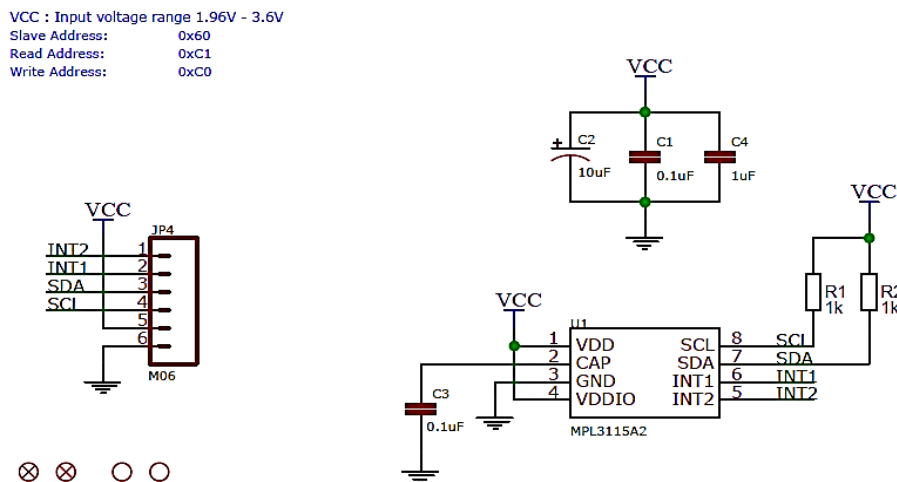 VCC : Input voltage range 1.96V - 3.6V
Slave Address: 0x60
Read Address: 0xC1
Write Address: 0xC0
VCC
C2
10uF
C1
0.1uF
C4
1uF
VCC
JP4
INT2 1
INT1 2
SDA 3
SCL 4
5
6
M06
VCC
R1
1k
R2
1k
VCC
U1
1 VDD SCL 8 SCL
2 CAP SDA 7 SDA
3 GND INT1 6 INT1
4 VDDIO INT2 5 INT2
MPL3115A2
C3
0.1uF